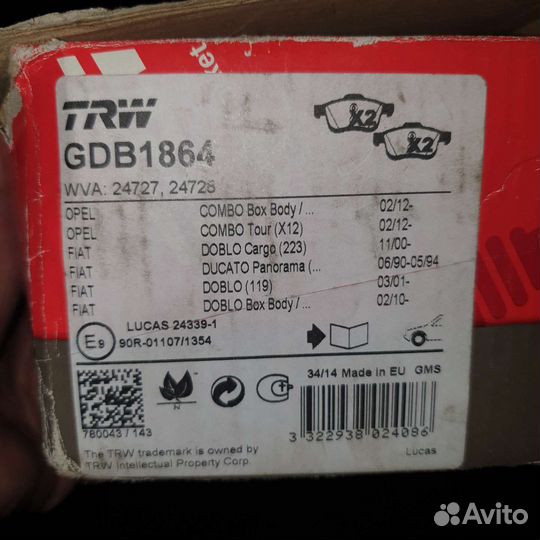 ket
TRW
X2
X2
GDB1864
WVA: 24727, 24728
OPEL COMBO Box Body /... 02/12-
OPEL COMBO Tour (X12) 02/12-
FIAT DOBLO Cargo (223) 11/00-
FIAT DUCATO Panorama (... 06/90-05/94
FIAT DOBLO (119) 03/01-
FIAT DOBLO Box Body /... 02/10-
E9 LUCAS 24339-1
90R-01107/1354
34/14 Made in EU GMS
780043 / 143
3 322938 024086
The TRW trademark is owned by
TRW Intellectual Property Corp.
Lucas
Avito